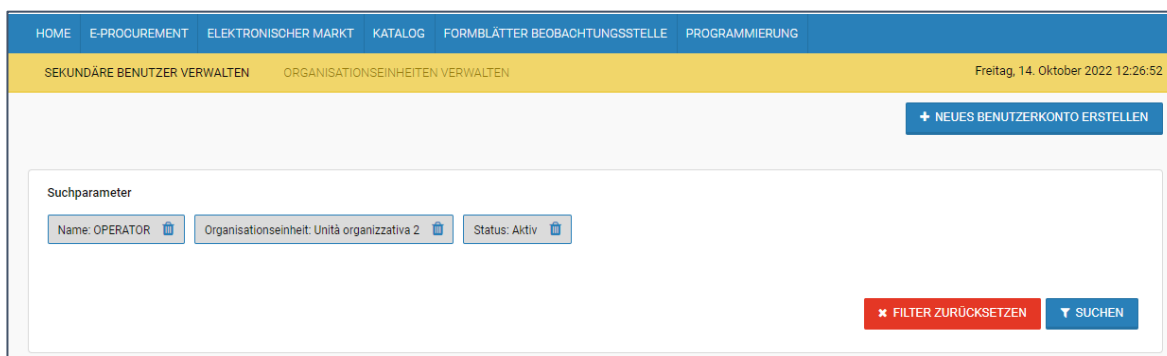 HOME E-PROCUREMENT ELEKTRONISCHER MARKT KATALOG FORMBLÄTTER BEOBACHTUNGSSTELLE PROGRAMMIERUNG
SEKUNDÄRE BENUTZER VERWALTEN ORGANISATIONSEINHEITEN VERWALTEN Freitag, 14. Oktober 2022 12:26:52
+ NEUES BENUTZERKONTO ERSTELLEN
Suchparameter
Name: OPERATOR Organisationseinheit: Unità organizzativa 2 Status: Aktiv
FILTER ZURÜCKSETZEN SUCHEN